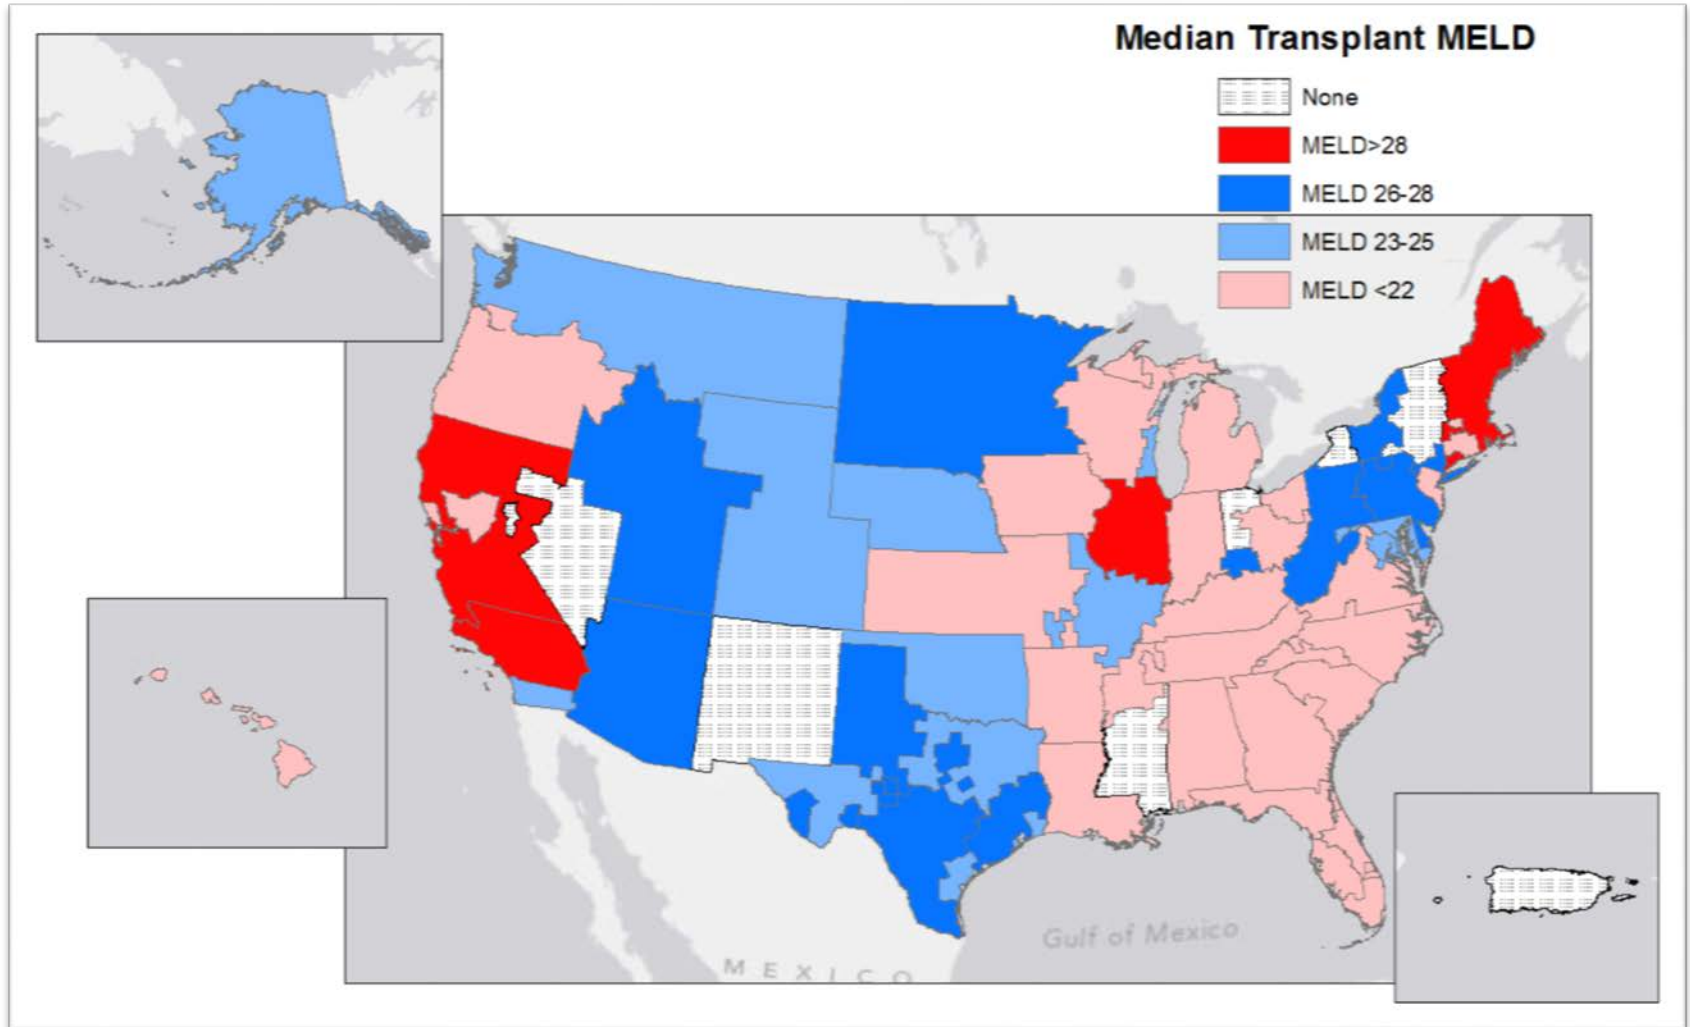 Median Transplant MELD
None
MELD>28
MELD 26-28
MELD 23-25
MELD <22
Gulf of Mexico
MEXICO